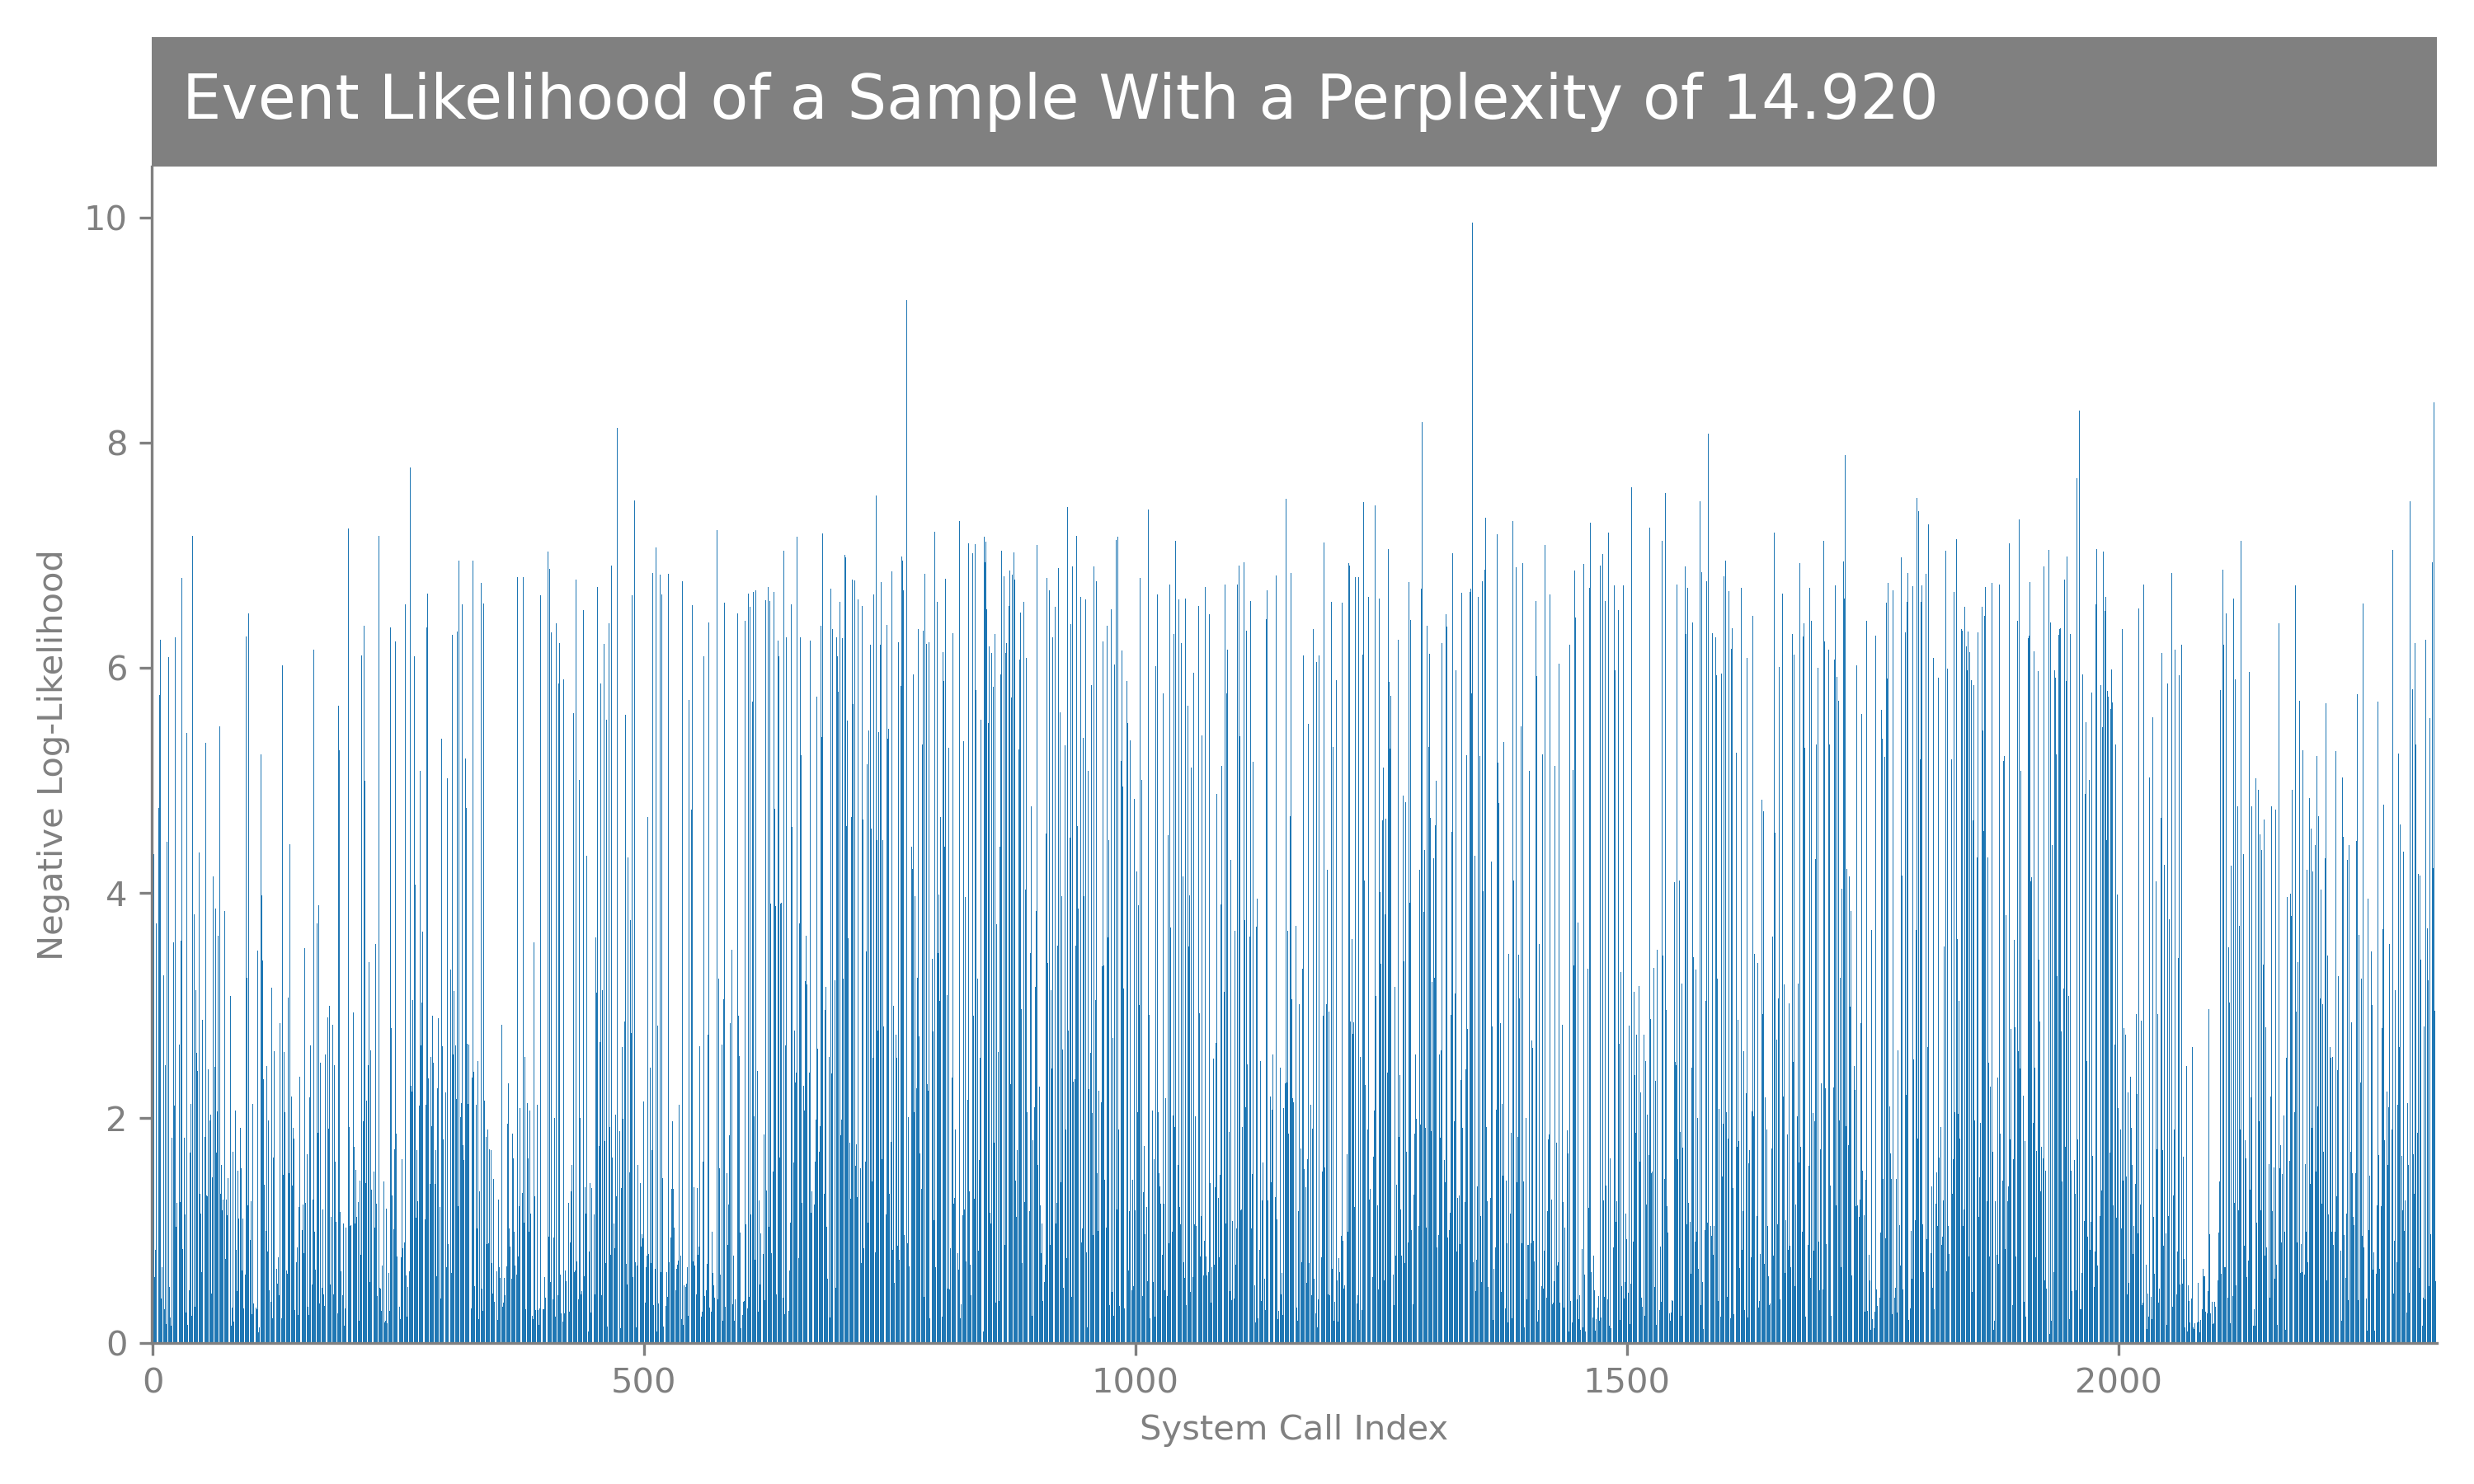 Event Likelihood of a Sample With a Perplexity of 14.920
10
8
6
4
2
0
Negative Log-Likelihood
0 500 1000 1500 2000
System Call Index